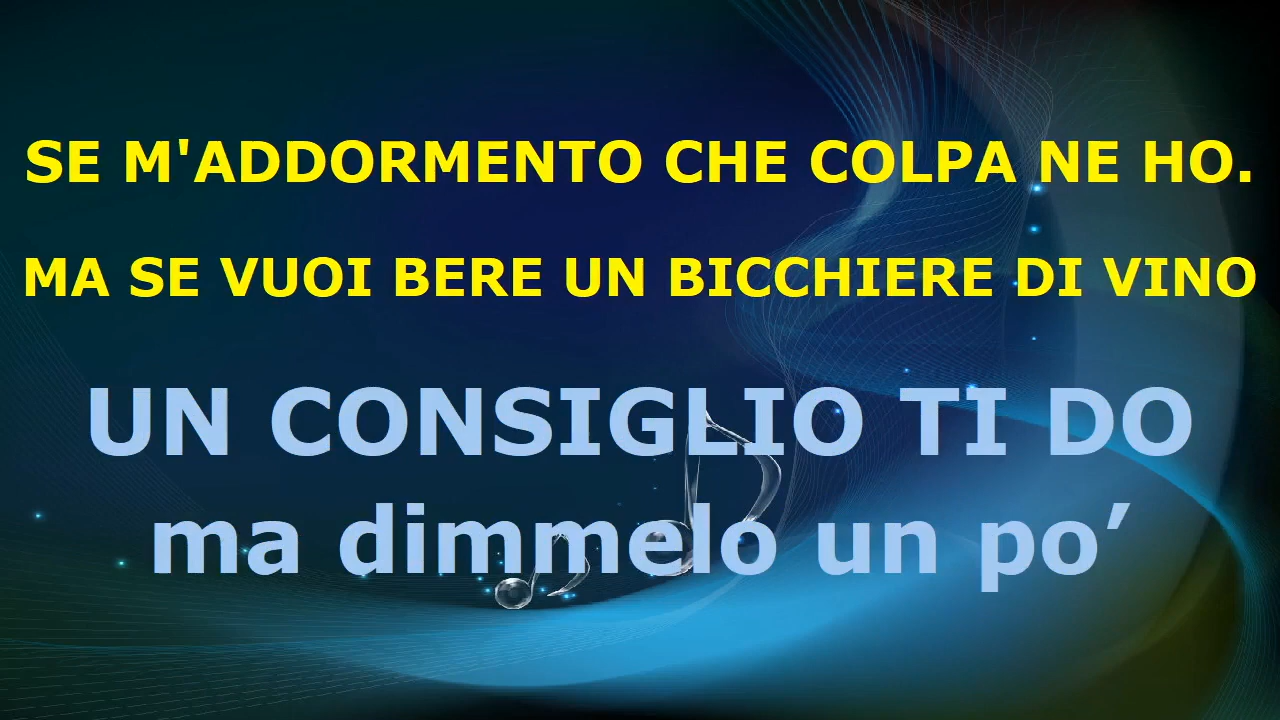 SE M'ADDORMENTO CHE COLPA NE HO.
MA SE VUOI BERE UN BICCHIERE DI VINO
UN CONSIGLIO TI DO
ma dimmelo un po’